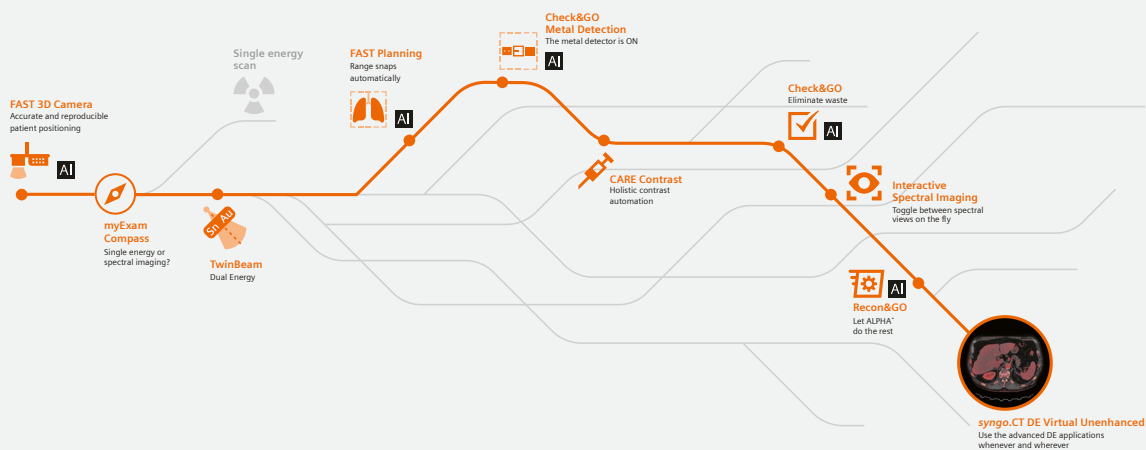 FAST 3D Camera
Accurate and reproducible
patient positioning
AI
myExam
Compass
Single energy or
spectral imaging?
Single energy
scan
Sn Au
TwinBeam
Dual Energy
FAST Planning
Range snaps
automatically
AI
Check&GO
Metal Detection
The metal detector is ON
AI
CARE Contrast
Holistic contrast
automation
Check&GO
Eliminate waste
AI
Interactive
Spectral Imaging
Toggle between spectral
views on the fly
AI
Recon&GO
Let ALPHA*
do the rest
syngo.CT DE Virtual Unenhanced
Use the advanced DE applications
whenever and wherever